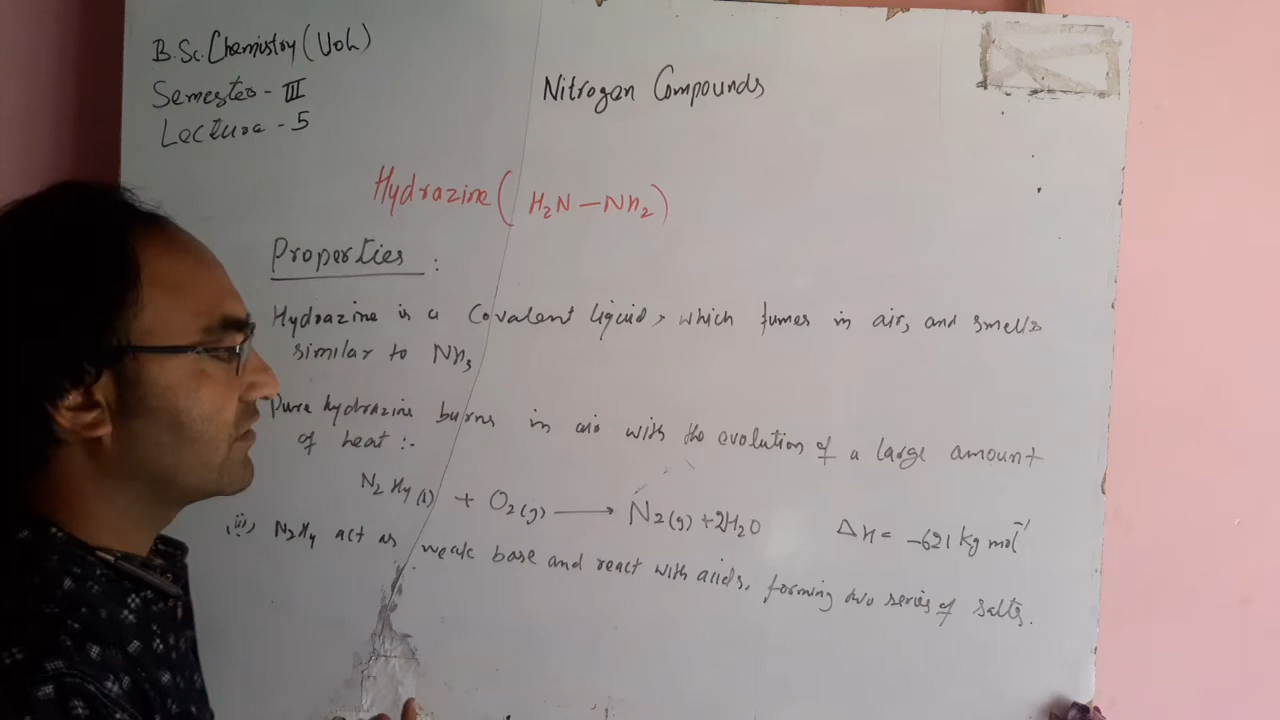 B.Sc. Chemistry (UoL)
Semester - III
Lecture - 5
Nitrogen Compounds
Hydrazine ( H₂N — NH₂ )
Properties :
Hydrazine is a Covalent liquid, which fumes in air, and smells
similar to NH₃
Pure hydrazine burns in air with the evolution of a large amount
of heat :-
N₂H₄(l) + O₂(g) ⟶ N₂(g) + 2H₂O ΔH = -621 kg mol⁻¹
(ii) N₂H₄ act as weak base and react with acids, forming two series of salts.